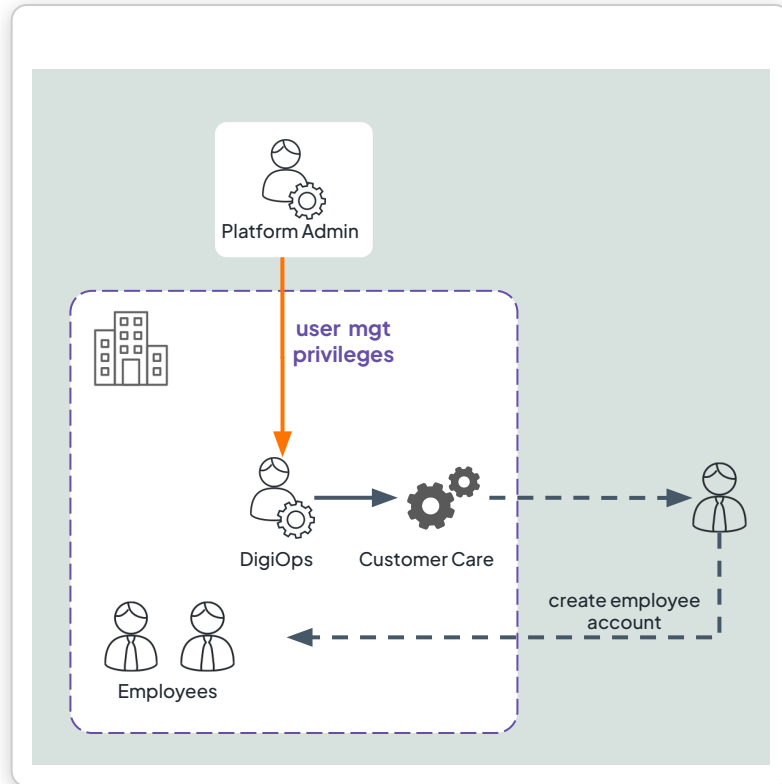 Platform Admin
user mgt
privileges
DigiOps
Customer Care
create employee
account
Employees